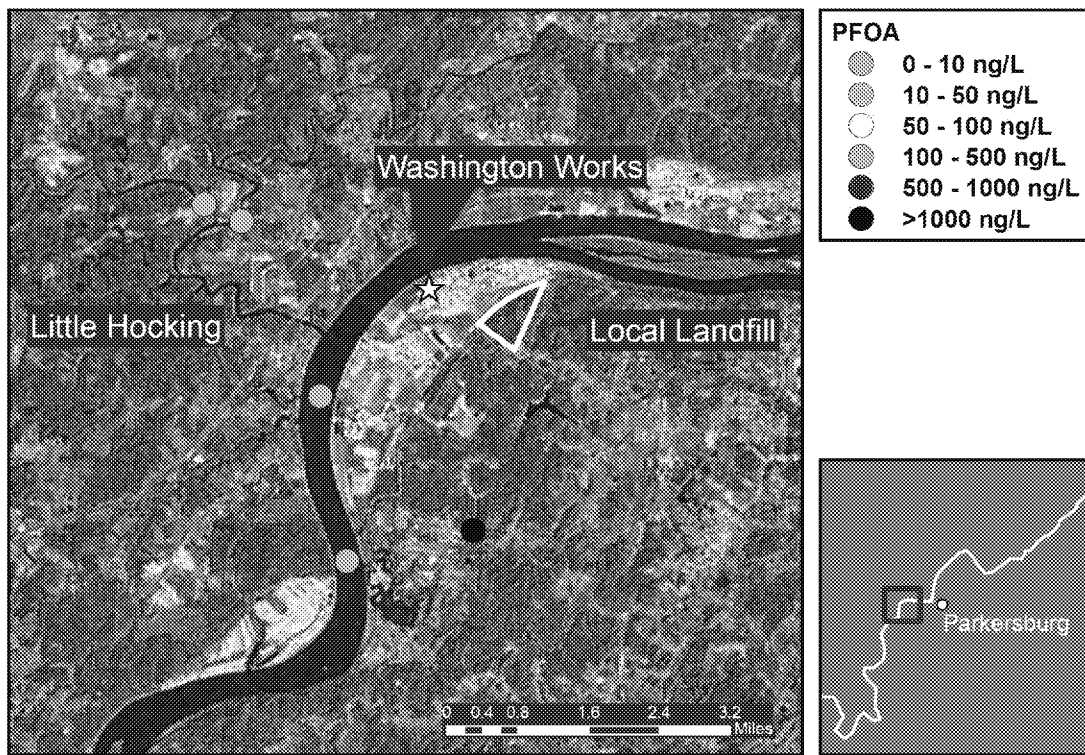 PFOA
0 - 10 ng/L
10 - 50 ng/L
50 - 100 ng/L
100 - 500 ng/L
500 - 1000 ng/L
>1000 ng/L
Washington Works
Little Hocking
Local Landfill
Parkersburg
0 0.4 0.8 1.6 2.4 3.2
Miles